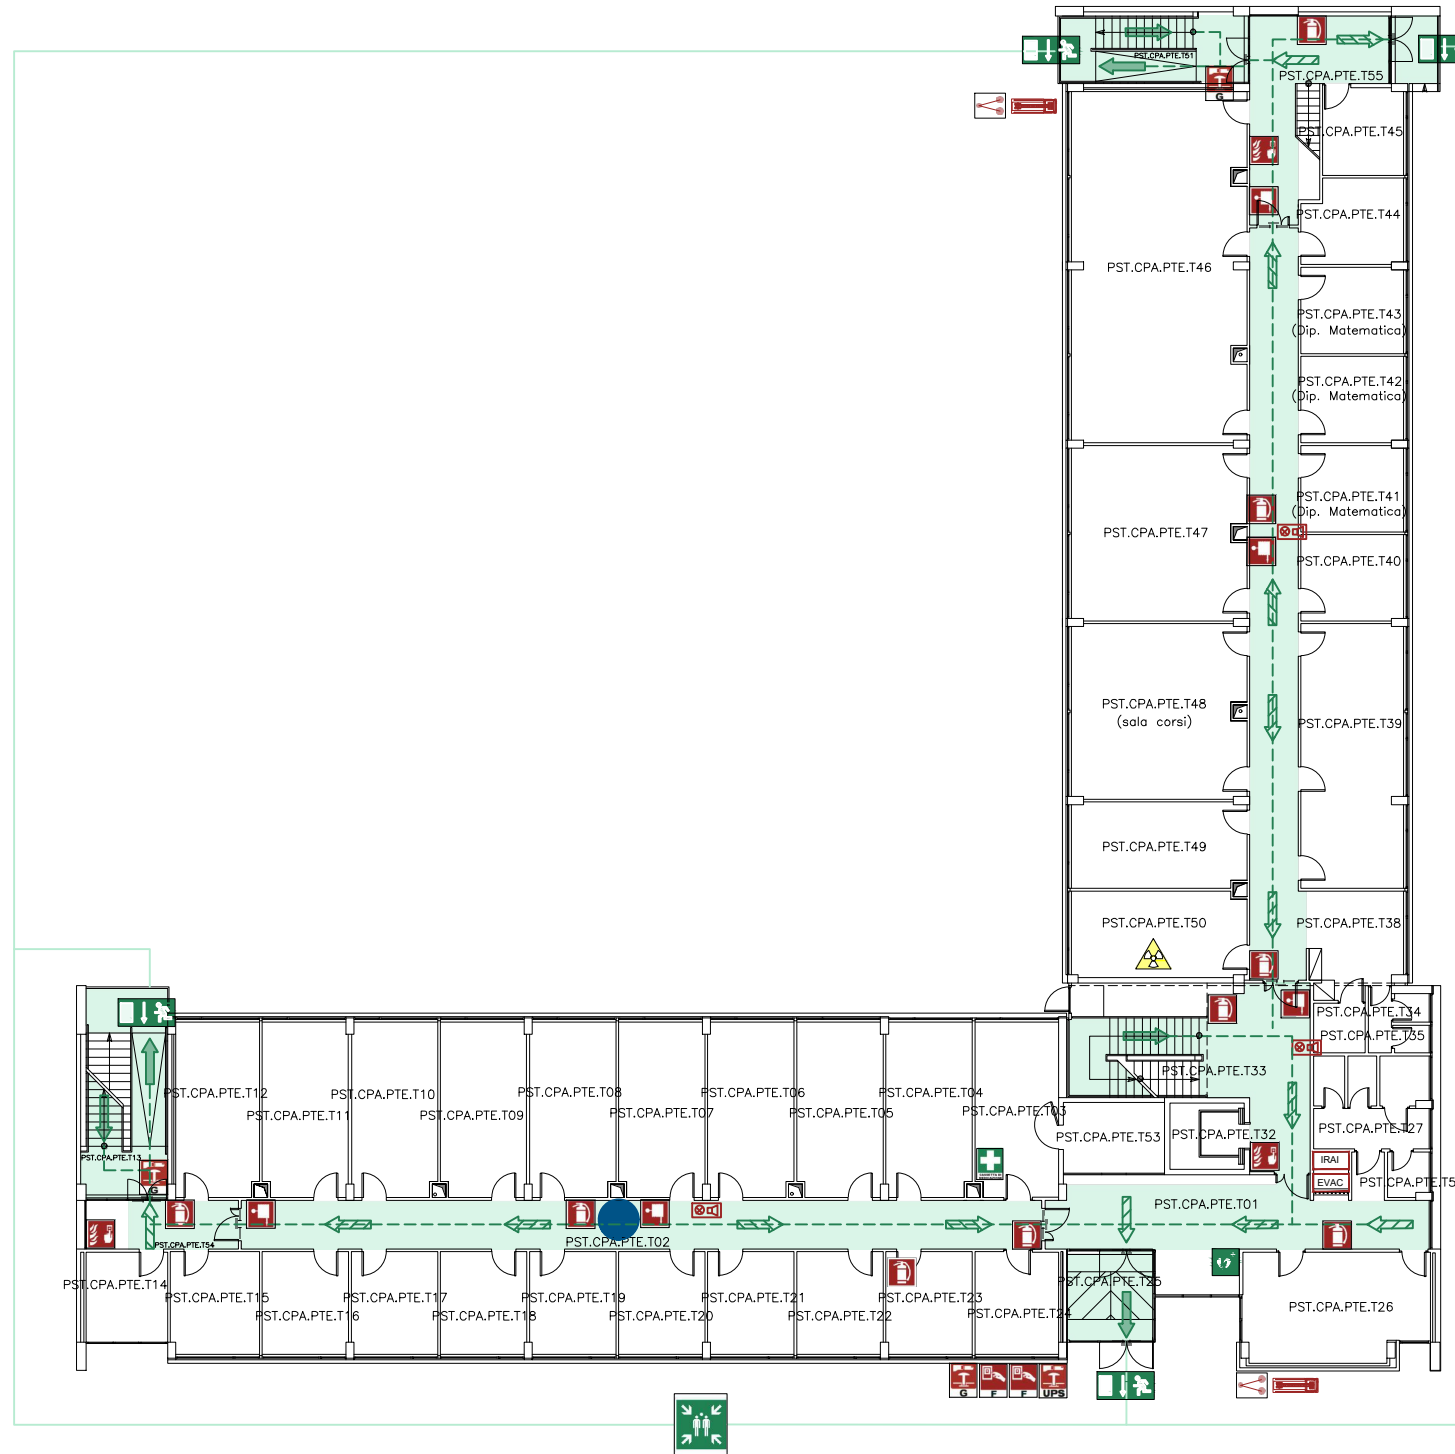 PST.CPA.PTE.T51
PST.CPA.PTE.T55
G
PST.CPA.PTE.T45
PST.CPA.PTE.T44
PST.CPA.PTE.T46
PST.CPA.PTE.T43
(Dip. Matematica)
PST.CPA.PTE.T42
(Dip. Matematica)
PST.CPA.PTE.T41
(Dip. Matematica)
PST.CPA.PTE.T47
PST.CPA.PTE.T40
PST.CPA.PTE.T48
(sala corsi)
PST.CPA.PTE.T39
PST.CPA.PTE.T49
PST.CPA.PTE.T50
PST.CPA.PTE.T38
PST.CPA.PTE.T34
PST.CPA.PTE.T35
PST.CPA.PTE.T33
PST.CPA.PTE.T12
PST.CPA.PTE.T11
PST.CPA.PTE.T10
PST.CPA.PTE.T09
PST.CPA.PTE.T08
PST.CPA.PTE.T07
PST.CPA.PTE.T06
PST.CPA.PTE.T05
PST.CPA.PTE.T04
PST.CPA.PTE.T03
PST.CPA.PTE.T53
PST.CPA.PTE.T32
PST.CPA.PTE.T27
PST.CPA.PTE.T13
G
IRAI
EVAC
PST.CPA.PTE.T5
PST.CPA.PTE.T01
PST.CPA.PTE.T54
PST.CPA.PTE.T02
PST.CPA.PTE.T14
PST.CPA.PTE.T15
PST.CPA.PTE.T16
PST.CPA.PTE.T17
PST.CPA.PTE.T18
PST.CPA.PTE.T19
PST.CPA.PTE.T20
PST.CPA.PTE.T21
PST.CPA.PTE.T22
PST.CPA.PTE.T23
PST.CPA.PTE.T24
PST.CPA.PTE.T25
PST.CPA.PTE.T26
G
F
F
UPS